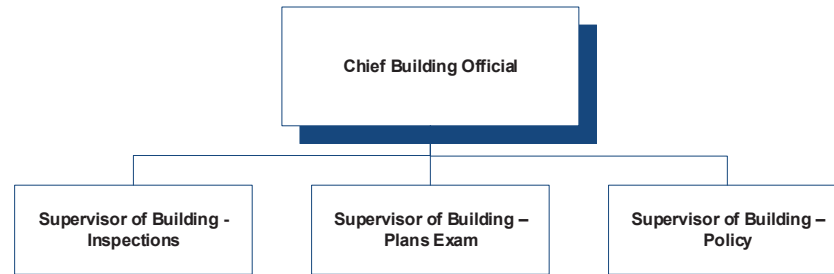 Chief Building Official
Supervisor of Building -
Inspections
Supervisor of Building –
Plans Exam
Supervisor of Building –
Policy